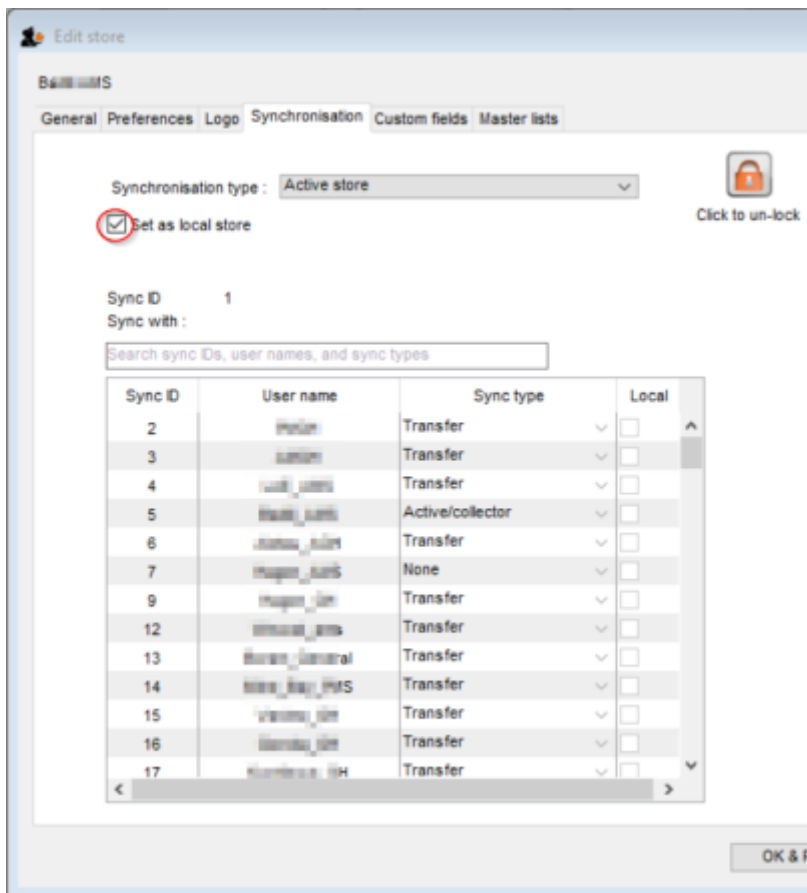 Edit store
General Preferences Logo Synchronisation Custom fields Master lists
Synchronisation type : Active store
Set as local store
Click to un-lock
Sync ID 1
Sync with :
Search sync IDs, user names, and sync types
Sync ID User name Sync type Local
2 Transfer
3 Transfer
4 Transfer
5 Active/collector
6 Transfer
7 None
9 Transfer
12 Transfer
13 Transfer
14 Transfer
15 Transfer
16 Transfer
17 Transfer
OK &